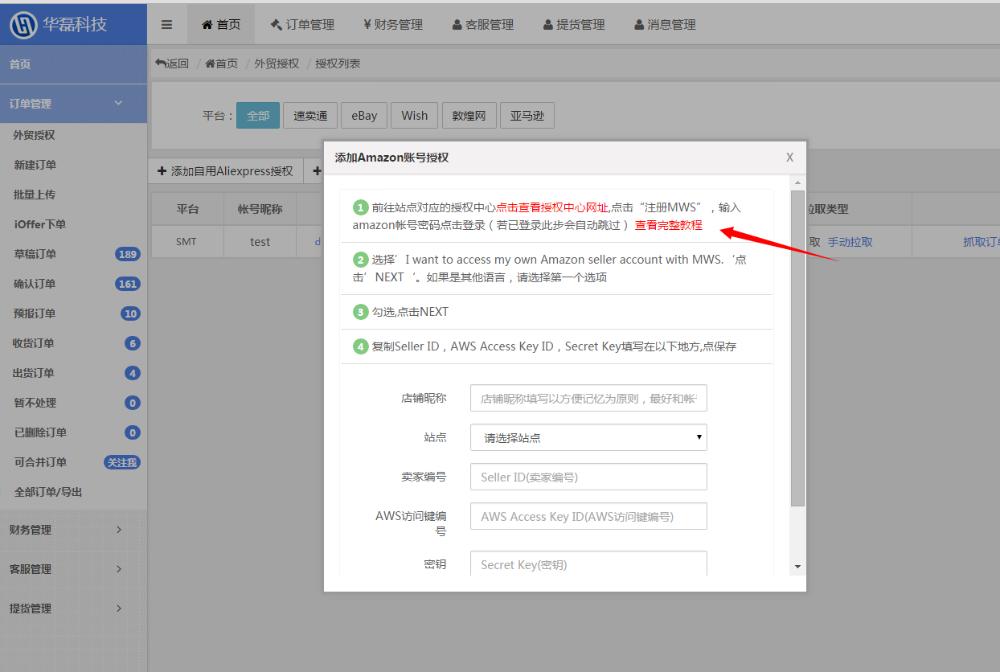 华磊科技
首页
订单管理
¥ 财务管理
客服管理
提货管理
消息管理
首页
订单管理
外贸授权
新建订单
批量上传
iOffer下单
草稿订单 189
确认订单 161
预报订单 10
收货订单 6
出货订单 4
暂不处理 0
已删除订单 0
可合并订单 关注我
全部订单/导出
财务管理
客服管理
提货管理
返回 / 首页 / 外贸授权 / 授权列表
平台： 全部 速卖通 eBay Wish 敦煌网 亚马逊
+ 添加自用Aliexpress授权 +
平台 帐号昵称 拉取类型
SMT test d 取 手动拉取 抓取订单
添加Amazon账号授权 X
1 前往站点对应的授权中心点击查看授权中心网址,点击“注册MWS”，输入
amazon帐号密码点击登录（若已登录此步会自动跳过） 查看完整教程
2 选择’I want to access my own Amazon seller account with MWS.‘点
击’NEXT‘。如果是其他语言，请选择第一个选项
3 勾选,点击NEXT
4 复制Seller ID，AWS Access Key ID，Secret Key填写在以下地方,点保存
店铺昵称 店铺昵称填写以方便记忆为原则，最好和帐
站点 请选择站点
卖家编号 Seller ID(卖家编号)
AWS访问键编
号 AWS Access Key ID(AWS访问键编号)
密钥 Secret Key(密钥)